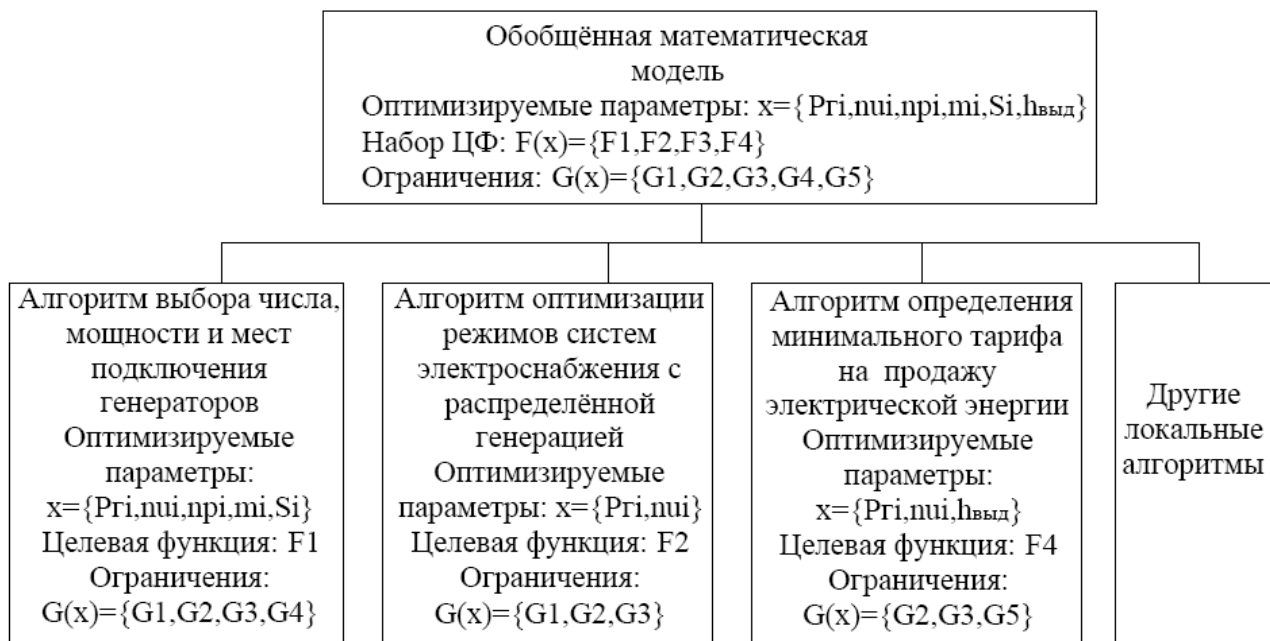 Обобщённая математическая
модель
Оптимизируемые параметры: x={Pгi,nui,npi,mi,Si,hвыд}
Набор ЦФ: F(x)={F1,F2,F3,F4}
Ограничения: G(x)={G1,G2,G3,G4,G5}
Алгоритм выбора числа,
мощности и мест
подключения
генераторов
Оптимизируемые
параметры:
x={Pгi,nui,npi,mi,Si}
Целевая функция: F1
Ограничения:
G(x)={G1,G2,G3,G4}
Алгоритм оптимизации
режимов систем
электроснабжения с
распределённой
генерацией
Оптимизируемые
параметры: x={Pгi,nui}
Целевая функция: F2
Ограничения:
G(x)={G1,G2,G3}
Алгоритм определения
минимального тарифа
на продажу
электрической энергии
Оптимизируемые
параметры:
x={Pгi,nui,hвыд}
Целевая функция: F4
Ограничения:
G(x)={G2,G3,G5}
Другие
локальные
алгоритмы